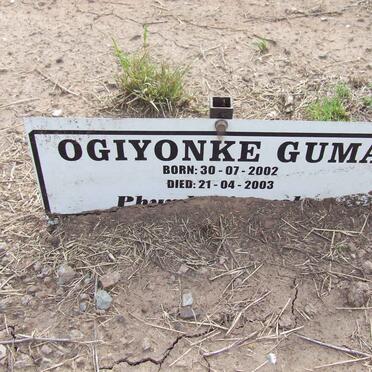 OGIYONKE GUMA
BORN: 30 - 07 - 2002
DIED: 21 - 04 - 2003